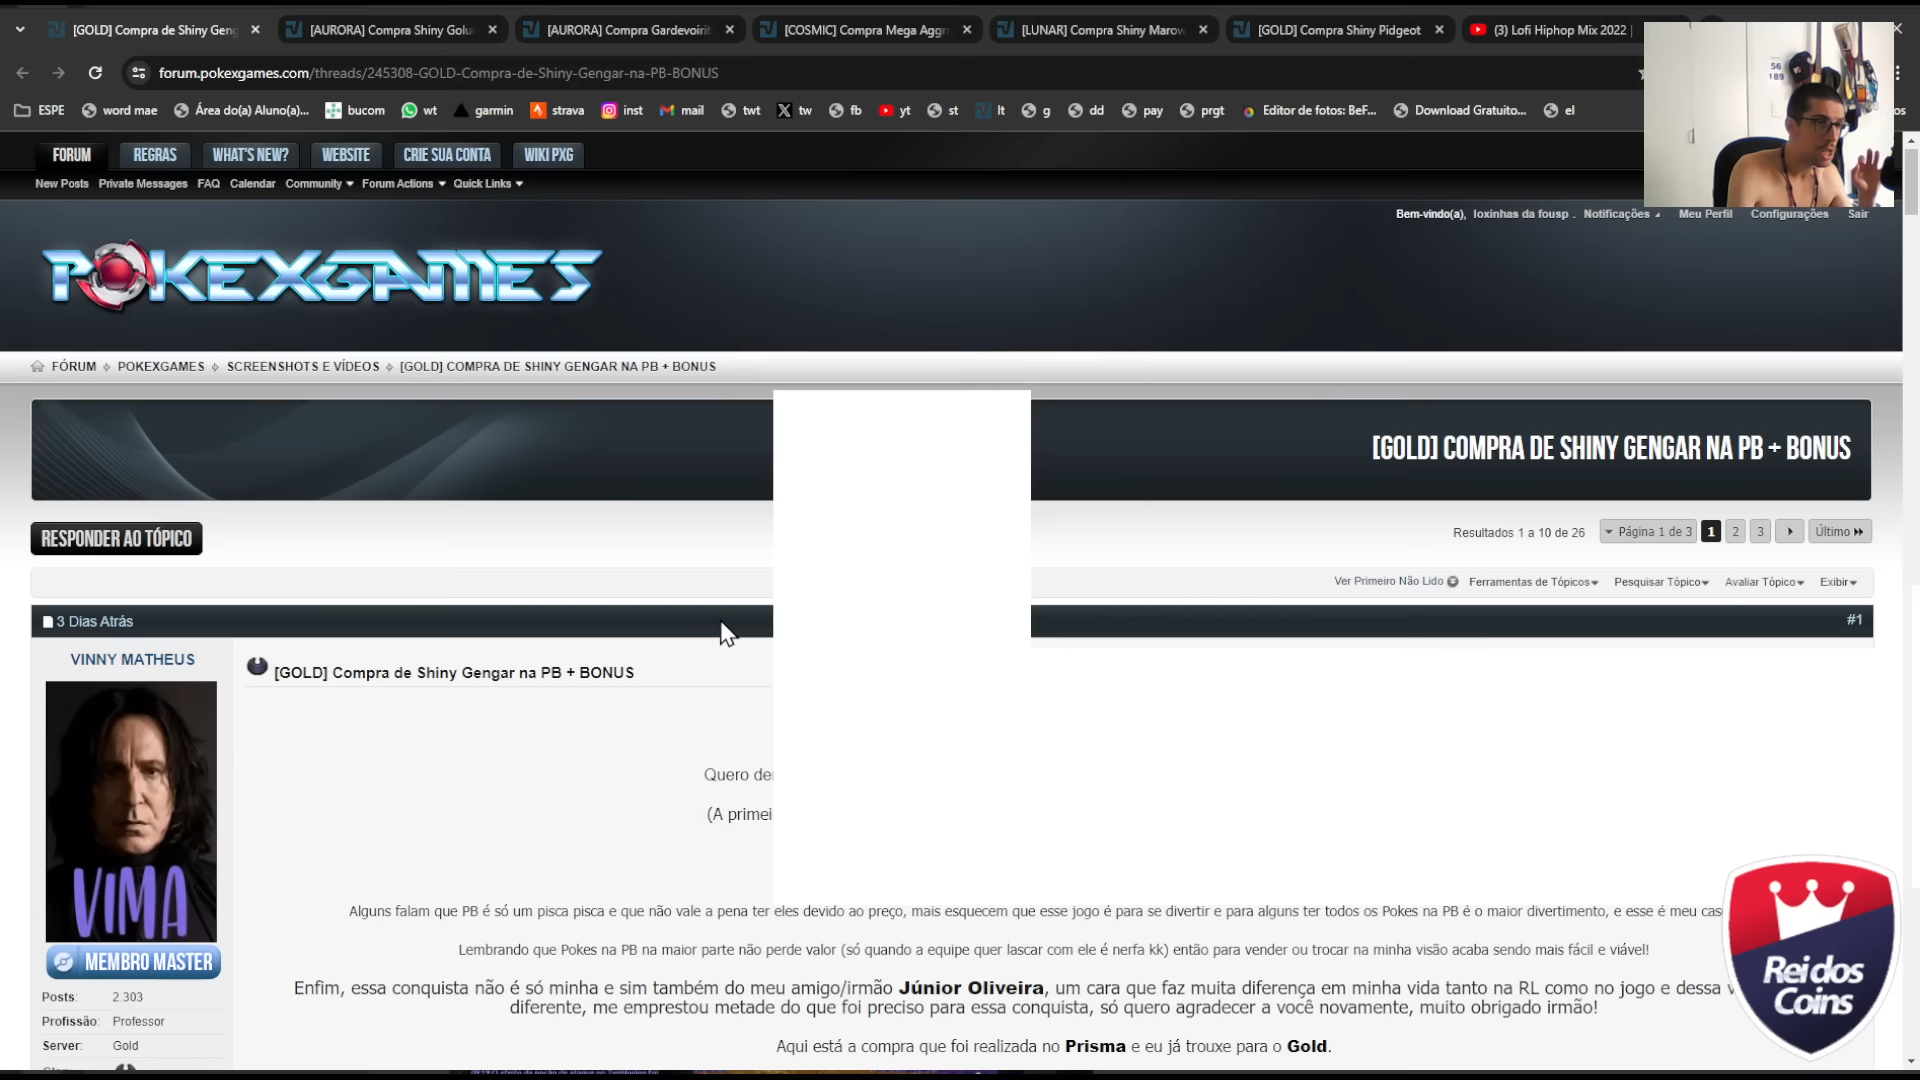 [GOLD] Compra de Shiny Geng
[AURORA] Compra Shiny Golu
[AURORA] Compra Gardevoirit
[COSMIC] Compra Mega Aggr
[LUNAR] Compra Shiny Marow
[GOLD] Compra Shiny Pidgeot
(3) Lofi Hiphop Mix 2022 |
forum.pokexgames.com/threads/245308-GOLD-Compra-de-Shiny-Gengar-na-PB-BONUS
ESPE
word mae
Área do(a) Aluno(a)...
bucom
wt
garmin
strava
inst
mail
twt
tw
fb
yt
st
lt
g
dd
pay
prgt
Editor de fotos: BeF...
Download Gratuito...
el
os
56
189
FORUM
REGRAS
WHAT'S NEW?
WEBSITE
CRIE SUA CONTA
WIKI PXG
New Posts
Private Messages
FAQ
Calendar
Community
Forum Actions
Quick Links
Bem-vindo(a), loxinhas da fousp .
Notificações
Meu Perfil
Configurações
Sair
POKEXGAMES
FÓRUM
POKEXGAMES
SCREENSHOTS E VÍDEOS
[GOLD] COMPRA DE SHINY GENGAR NA PB + BONUS
[GOLD] COMPRA DE SHINY GENGAR NA PB + BONUS
RESPONDER AO TÓPICO
Resultados 1 a 10 de 26
Página 1 de 3
1
2
3
Último
Ver Primeiro Não Lido
Ferramentas de Tópicos
Pesquisar Tópico
Avaliar Tópico
Exibir
3 Dias Atrás
#1
VINNY MATHEUS
[GOLD] Compra de Shiny Gengar na PB + BONUS
VIMA
MEMBRO MASTER
Posts: 2.303
Profissão: Professor
Server: Gold
Quero de
(A primei
Alguns falam que PB é só um pisca pisca e que não vale a pena ter eles devido ao preço, mais esquecem que esse jogo é para se divertir e para alguns ter todos os Pokes na PB é o maior divertimento, e esse é meu cas
Lembrando que Pokes na PB na maior parte não perde valor (só quando a equipe quer lascar com ele é nerfa kk) então para vender ou trocar na minha visão acaba sendo mais fácil e viável!
Enfim, essa conquista não é só minha e sim também do meu amigo/irmão Júnior Oliveira, um cara que faz muita diferença em minha vida tanto na RL como no jogo e dessa v
diferente, me emprestou metade do que foi preciso para essa conquista, só quero agradecer a você novamente, muito obrigado irmão!
Aqui está a compra que foi realizada no Prisma e eu já trouxe para o Gold.
Rei dos
Coins